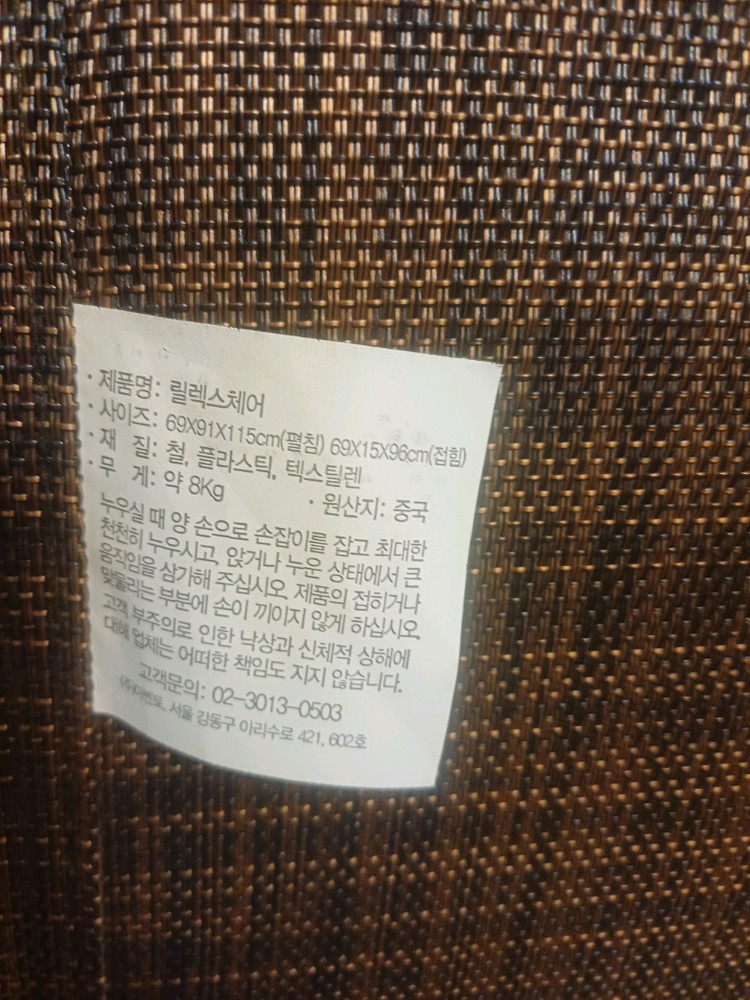 · 제품명: 릴렉스체어
· 사이즈: 69X91X115cm(펼침) 69X15X96cm(접힘)
· 재 질: 철, 플라스틱, 텍스틸렌
· 무 게: 약 8Kg · 원산지: 중국
누우실 때 양 손으로 손잡이를 잡고 최대한
천천히 누우시고, 앉거나 누운 상태에서 큰
움직임을 삼가해 주십시오. 제품의 접히거나
맞물리는 부분에 손이 끼이지 않게 하십시오.
고객 부주의로 인한 낙상과 신체적 상해에
대해 업체는 어떠한 책임도 지지 않습니다.
고객문의: 02-3013-0503
서울 강동구 아리수로 421, 602호